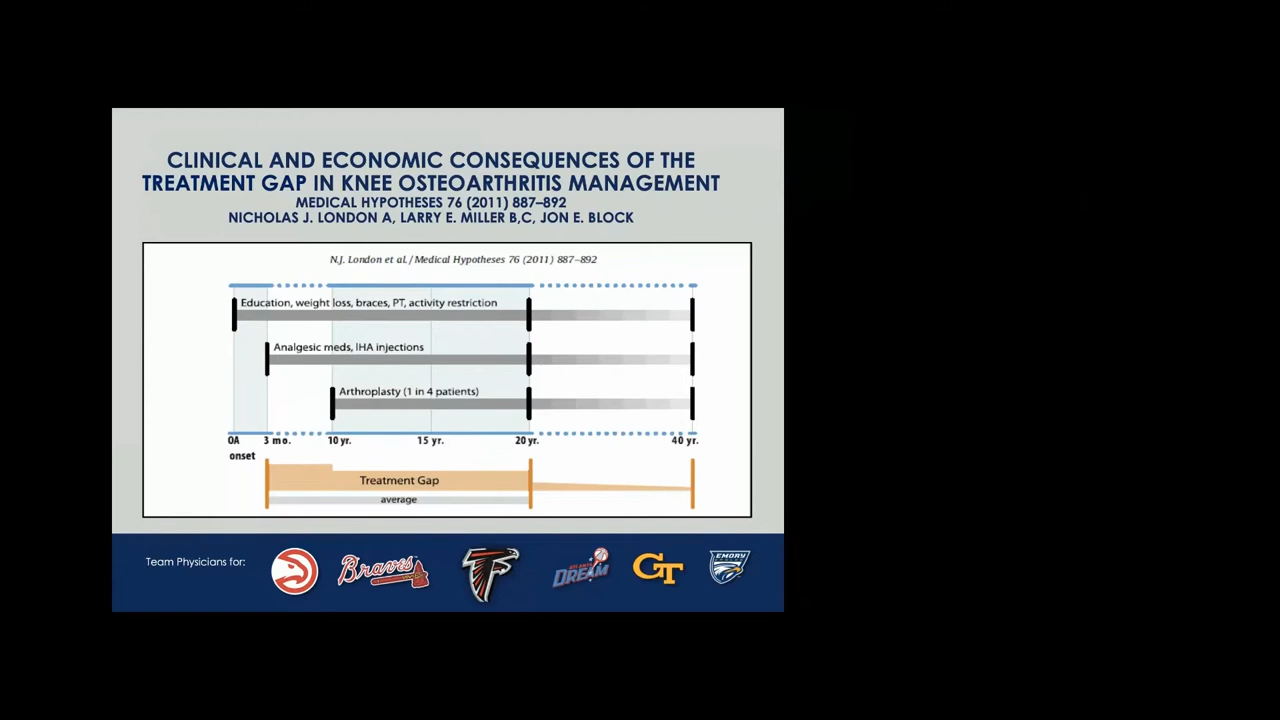 CLINICAL AND ECONOMIC CONSEQUENCES OF THE
TREATMENT GAP IN KNEE OSTEOARTHRITIS MANAGEMENT
MEDICAL HYPOTHESES 76 (2011) 887–892
NICHOLAS J. LONDON A, LARRY E. MILLER B,C, JON E. BLOCK
N.J. London et al. / Medical Hypotheses 76 (2011) 887–892
Education, weight loss, braces, PT, activity restriction
Analgesic meds, IHA injections
Arthroplasty (1 in 4 patients)
OA onset
3 mo.
10 yr.
15 yr.
20 yr.
40 yr.
Treatment Gap
average
Team Physicians for:
Braves
ATLANTA
DREAM
GT
EMORY